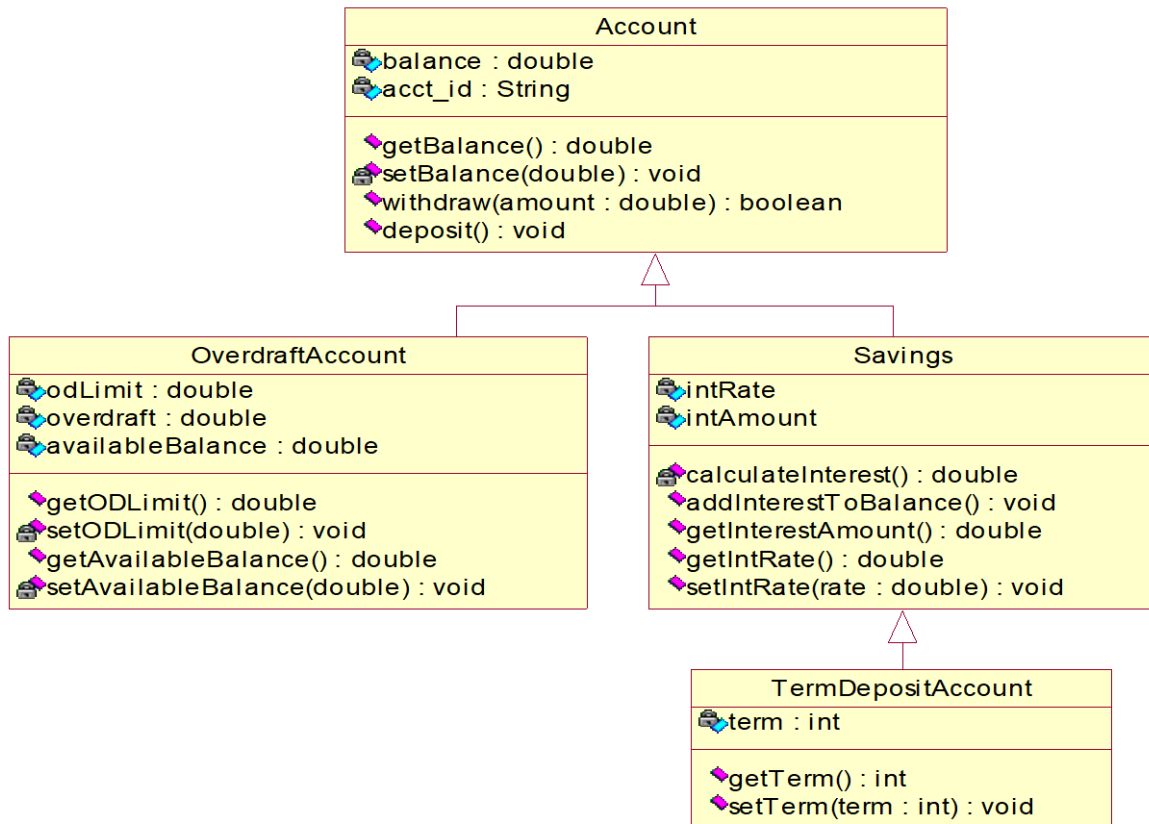 Account
balance : double
acct_id : String
getBalance() : double
setBalance(double) : void
withdraw(amount : double) : boolean
deposit() : void
OverdraftAccount
odLimit : double
overdraft : double
availableBalance : double
getODLimit() : double
setODLimit(double) : void
getAvailableBalance() : double
setAvailableBalance(double) : void
Savings
intRate
intAmount
calculateInterest() : double
addInterestToBalance() : void
getInterestAmount() : double
getIntRate() : double
setIntRate(rate : double) : void
TermDepositAccount
term : int
getTerm() : int
setTerm(term : int) : void